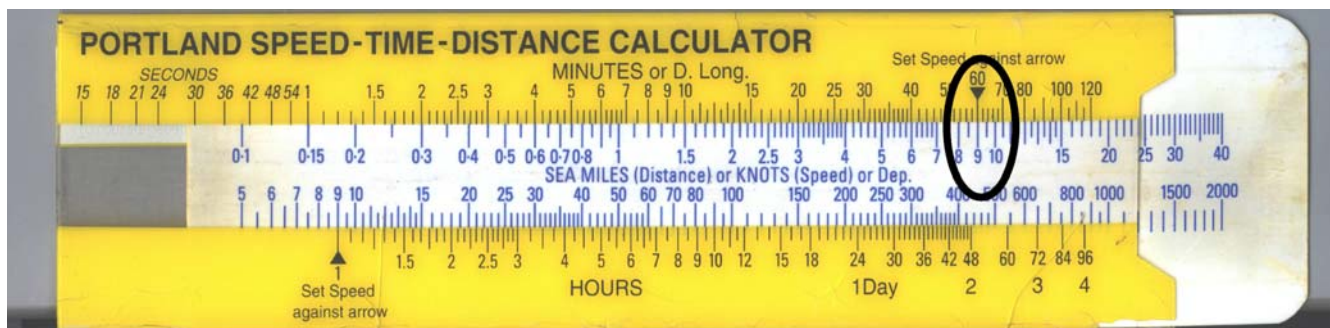 PORTLAND SPEED-TIME-DISTANCE CALCULATOR
SECONDS MINUTES or D. Long. Set Speed against arrow
15 18 21 24 30 36 42 48 54 1 1.5 2 2.5 3 4 5 6 7 8 9 10 15 20 30 40 60 70 80 95 120
0·1 0·15 0·2 0·3 0·4 0·5 0·6 0·7 0·8 1 1.5 2 2.5 3 4 5 6 7 8 9 10 15 20 25 30 40
SEA MILES (Distance) or KNOTS (Speed) or Dep.
5 6 7 8 9 10 15 20 25 30 40 50 60 70 80 100 150 200 250 300 400 500 600 800 1000 1500 2000
1 1.5 2 2.5 3 4 5 6 7 8 9 10 12 15 18 24 30 36 42 48 60 72 84 96
Set Speed HOURS 1Day 2 3 4
against arrow